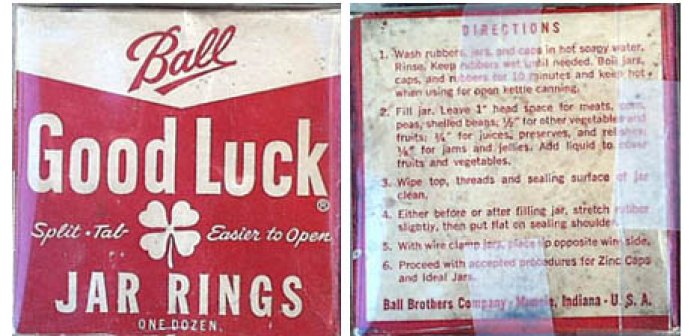 Ball
Good Luck
®
Split-Tab Easier to Open
JAR RINGS
ONE DOZEN.
DIRECTIONS
1. Wash rubbers, jars, and caps in hot soapy water.
Rinse. Keep rubbers wet until needed. Boil jars,
caps, and rubbers for 10 minutes and keep hot
when using for open kettle canning.
2. Fill jar. Leave 1" head space for meats, corn,
peas, shelled beans, ½" for other vegetables and
fruits; ¼" for juices, preserves, and relishes;
for jams and jellies. Add liquid to cover
fruits and vegetables.
3. Wipe top, threads and sealing surface of jar
clean.
4. Either before or after filling jar, stretch rubber
slightly, then put flat on sealing shoulder.
5. With wire clamp jars, place lip opposite wire side.
6. Proceed with accepted procedures for Zinc Caps
and Ideal Jars.
Ball Brothers Company - Muncie, Indiana - U. S. A.